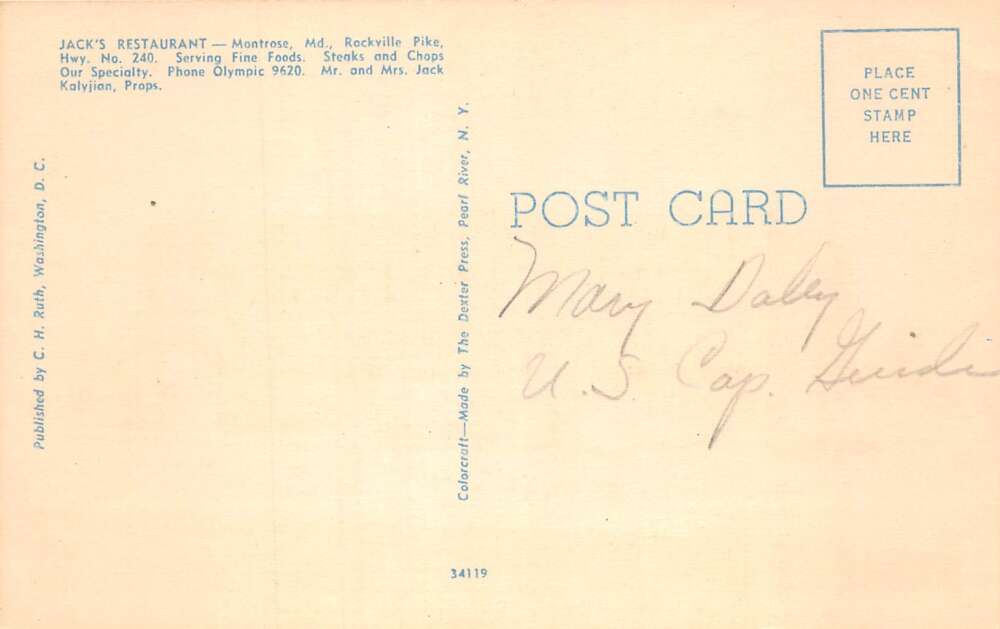 JACK'S RESTAURANT — Montrose, Md., Rockville Pike,
Hwy. No. 240. Serving Fine Foods. Steaks and Chops
Our Specialty. Phone Olympic 9620. Mr. and Mrs. Jack
Kalyjian, Props.
Published by C. H. Ruth, Washington, D. C.
Colorcraft—Made by The Dexter Press, Pearl River, N. Y.
PLACE
ONE CENT
STAMP
HERE
POST CARD
Mary Daley
U.S. Cap. Guide
34119